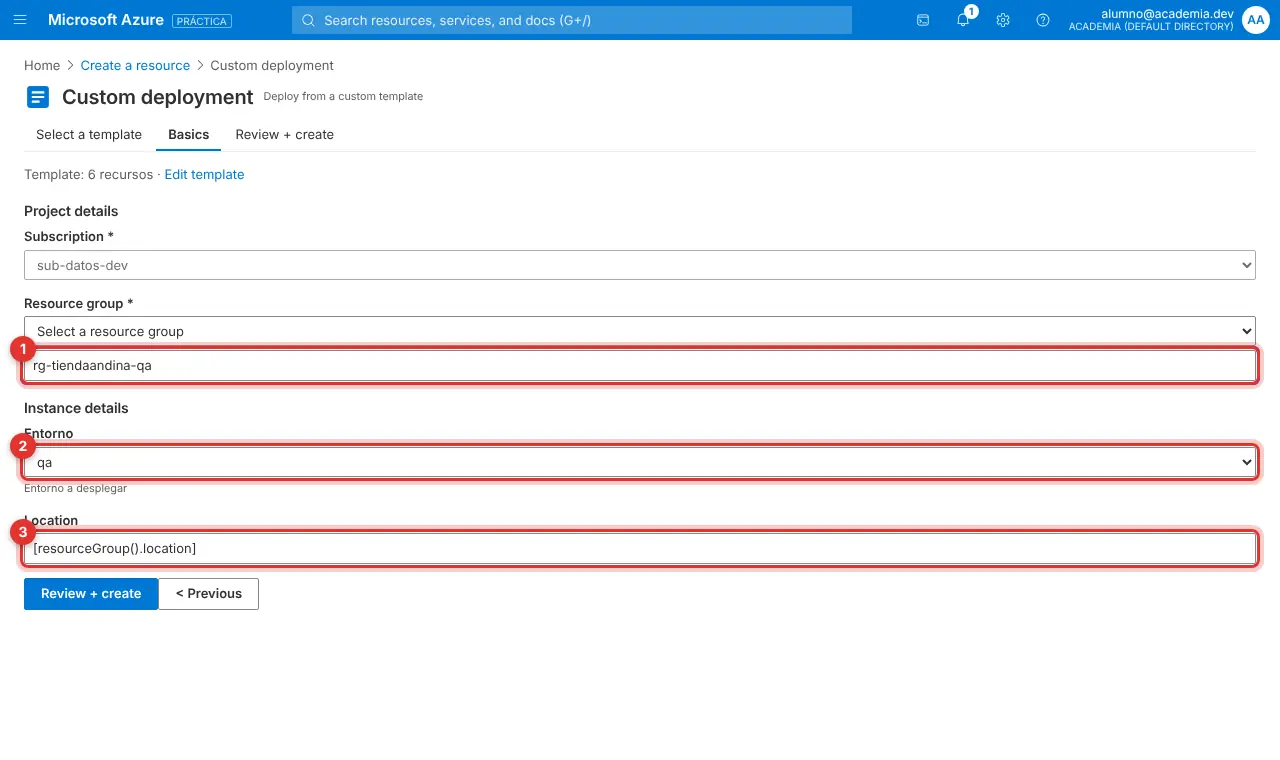 Microsoft Azure PRÁCTICA Search resources, services, and docs (G+/) 1 alumno@academia.dev
ACADEMIA (DEFAULT DIRECTORY) AA
Home > Create a resource > Custom deployment
Custom deployment Deploy from a custom template
Select a template Basics Review + create
Template: 6 recursos · Edit template
Project details
Subscription *
sub-datos-dev
Resource group *
Select a resource group
1
rg-tiendaandina-qa
Instance details
Entorno
2
qa
Entorno a desplegar
Location
3
[resourceGroup().location]
Review + create < Previous